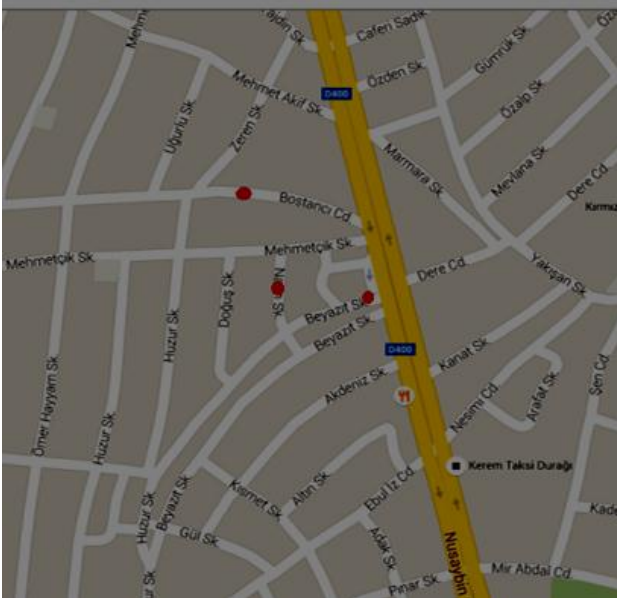 Caferi Sadık
Mehmet Akif Sk.
Özden Sk.
Gümrük Sk.
D400
Özalp Sk.
Uğurlu Sk.
Zeren Sk.
Marmara Sk
Mevlana Sk.
Dere Cd
Bostancı Cd
Mehmetçik Sk
Mehmetçik Sk.
Dere Cd
Yakışan Sk.
Doğuş Sk.
Beyazıt Sk.
Beyazıt Sk.
Huzur Sk
D400
Kanat Sk
Akdeniz Sk.
Şen Cd
Arafat Sk.
Nesimi Cd
Ömer Hayyam Sk
Huzur Sk.
Kerem Taksi Durağı
Altın Sk
Ebul İz Cd
Kısmet Sk.
Beyazıt Sk
Huzur Sk
Gül Sk.
Adak Sk.
Nusaybin
Mir Abdal Cd
Pınar Sk.